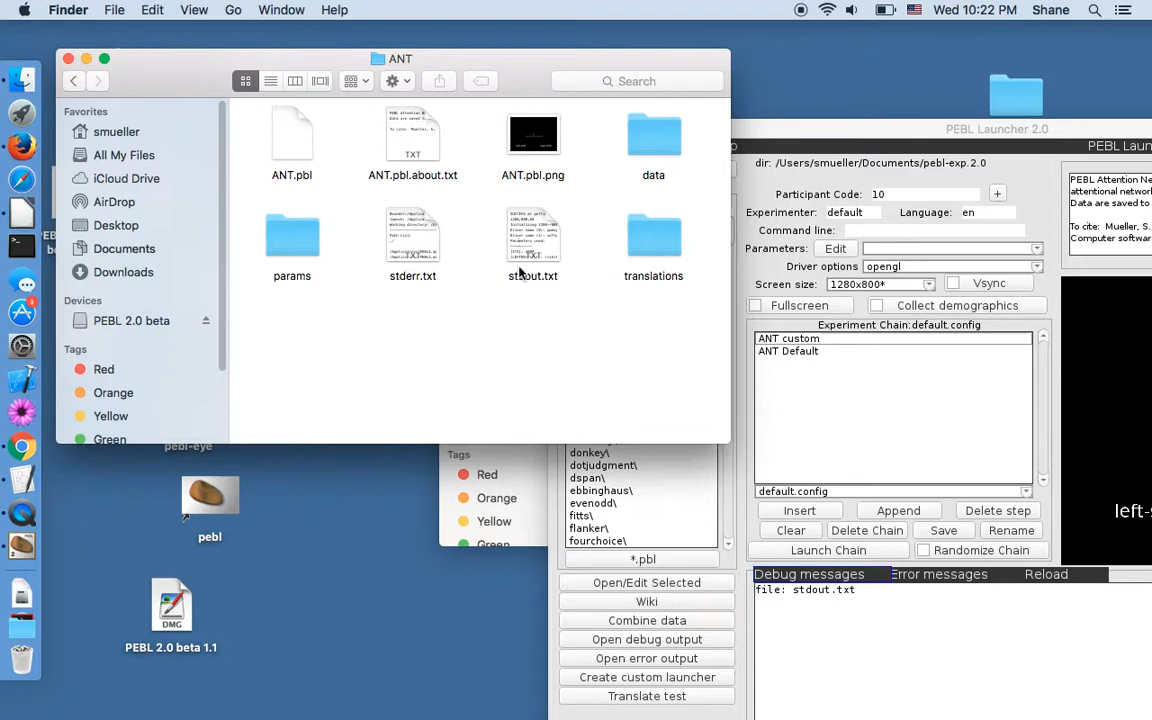 Finder File Edit View Go Window Help Wed 10:22 PM Shane
ANT
Search
Favorites
smueller
All My Files
iCloud Drive
AirDrop
Desktop
Documents
Downloads
Devices
PEBL 2.0 beta
Tags
Red
Orange
Yellow
Green
TXT
ANT.pbl
ANT.pbl.about.txt
ANT.pbl.png
data
params
stderr.txt
stdout.txt
translations
pebl-eye
pebl
DMG
PEBL 2.0 beta 1.1
Tags
Red
Orange
Yellow
Green
PEBL Launcher 2.0
dir: /Users/smueller/Documents/pebl-exp.2.0
Participant Code: 10 +
Experimenter: default Language: en
Command line:
Parameters: Edit
Driver options opengl
Screen size: 1280x800* Vsync
Fullscreen Collect demographics
Experiment Chain:default.config
ANT custom
ANT Default
default.config
Insert Append Delete step
Clear Delete Chain Save Rename
Launch Chain Randomize Chain
Debug messages Error messages Reload
file: stdout.txt
donkey\
dotjudgment\
dspan\
ebbinghaus\
evenodd\
fitts\
flanker\
fourchoice\
*.pbl
Open/Edit Selected
Wiki
Combine data
Open debug output
Open error output
Create custom launcher
Translate test
PEBL Laun
PEBL Attention Ne
attentional network
Data are saved to
To cite: Mueller, S.
Computer softwar
left-s